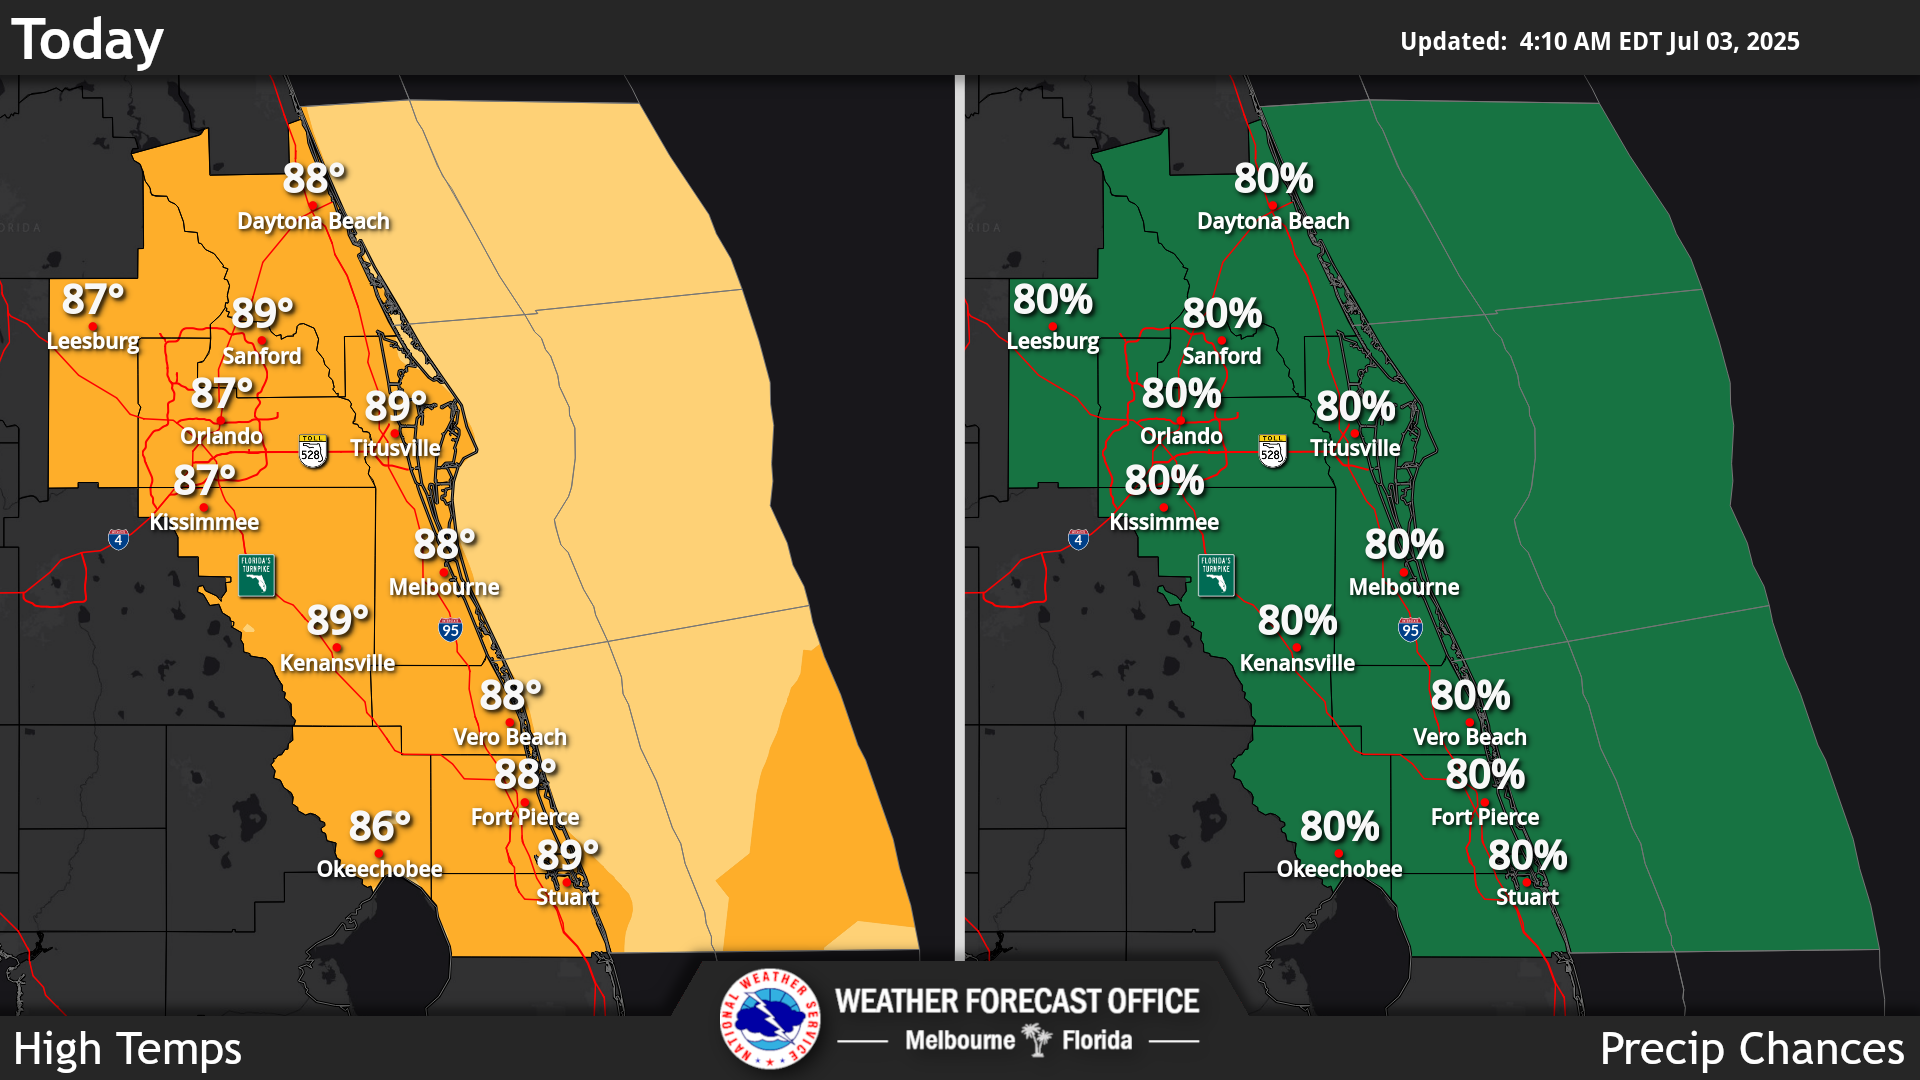 Today
Updated: 4:10 AM EDT Jul 03, 2025
88°
Daytona Beach
87°
Leesburg
89°
Sanford
87°
Orlando
89°
Titusville
TOLL
528
87°
Kissimmee
4
88°
Melbourne
FLORIDA'S
TURNPIKE
89°
Kenansville
95
88°
Vero Beach
88°
Fort Pierce
86°
Okeechobee
89°
Stuart
80%
Daytona Beach
80%
Leesburg
80%
Sanford
80%
Orlando
80%
Titusville
TOLL
528
80%
Kissimmee
4
80%
Melbourne
FLORIDA'S
TURNPIKE
80%
Kenansville
95
80%
Vero Beach
80%
Fort Pierce
80%
Okeechobee
80%
Stuart
NATIONAL WEATHER SERVICE
WEATHER FORECAST OFFICE
Melbourne Florida
High Temps
Precip Chances